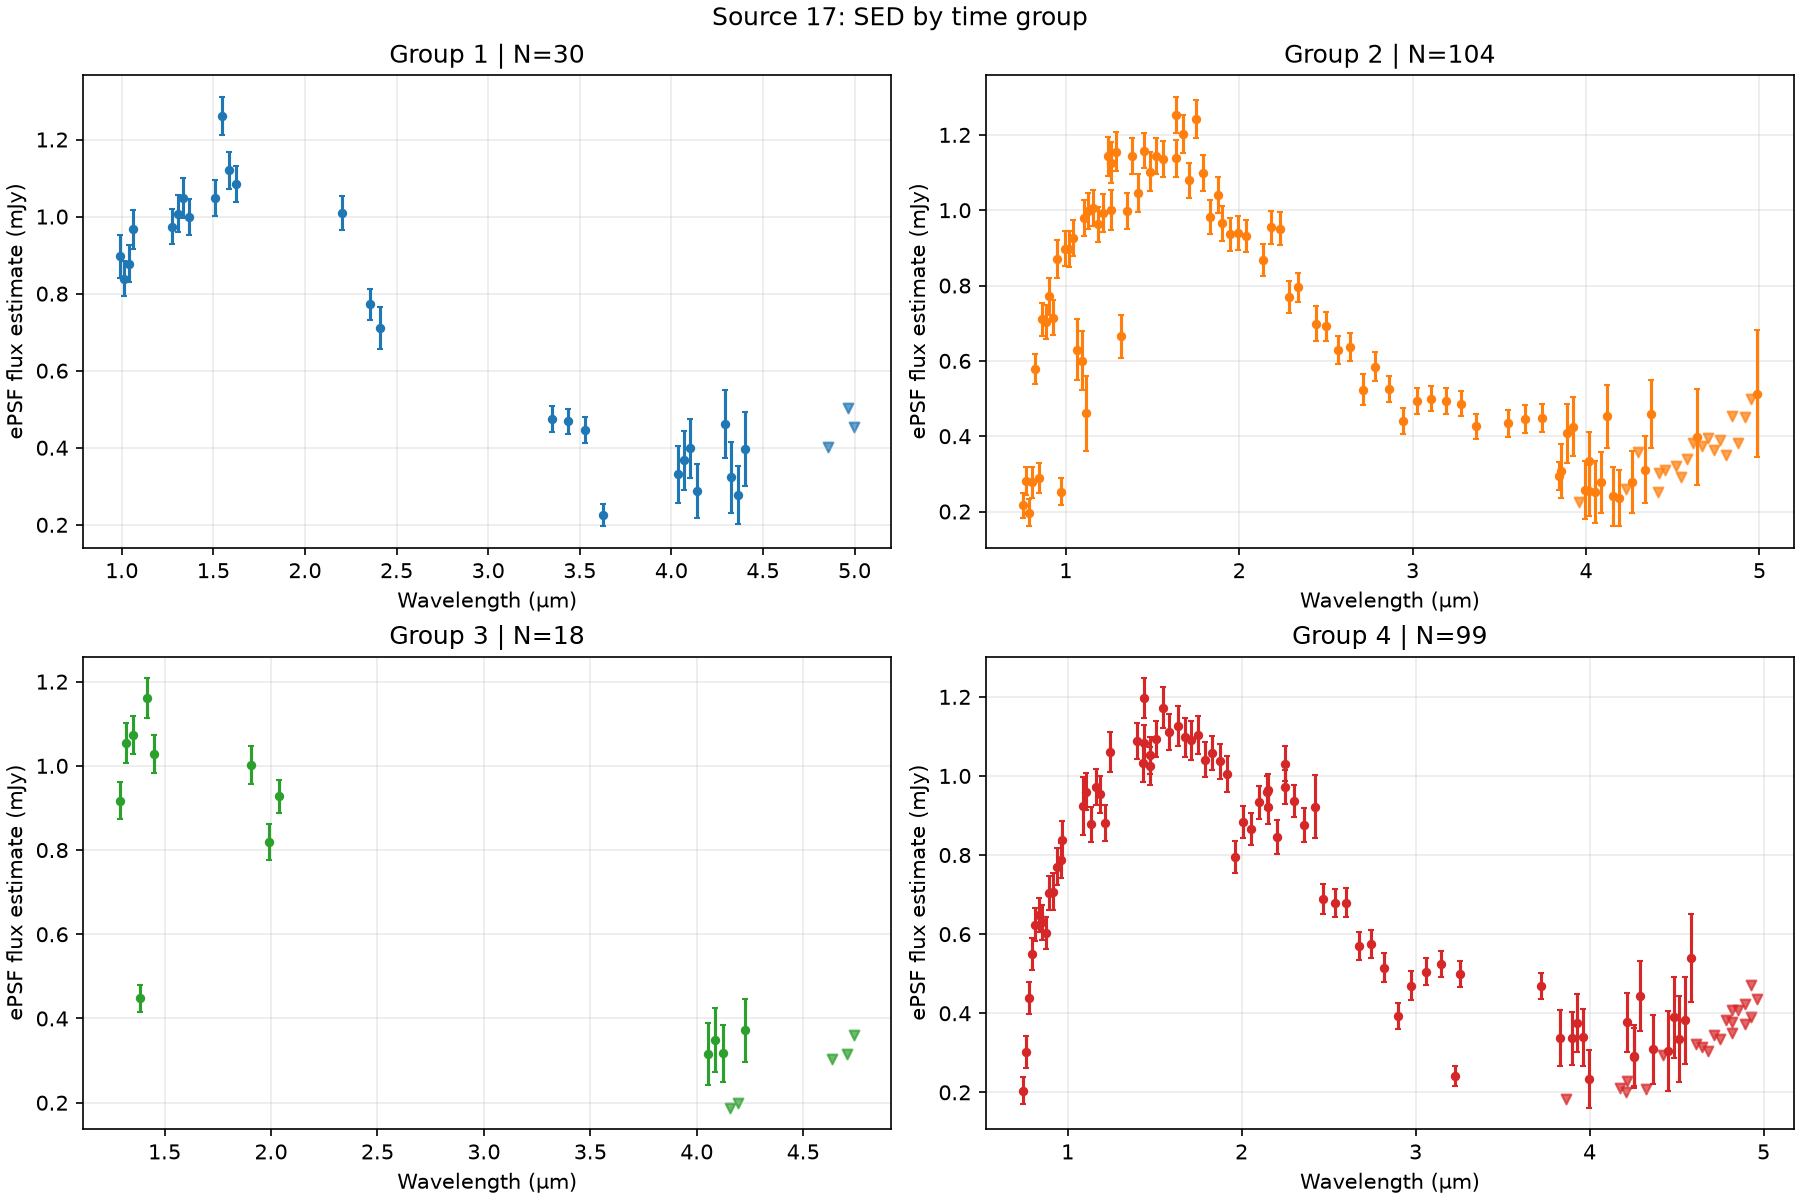 Source 17: SED by time group
Group 1 | N=30
ePSF flux estimate (mJy)
1.2
1.0
0.8
0.6
0.4
0.2
1.0 1.5 2.0 2.5 3.0 3.5 4.0 4.5 5.0
Wavelength (µm)
Group 2 | N=104
ePSF flux estimate (mJy)
1.2
1.0
0.8
0.6
0.4
0.2
1 2 3 4 5
Wavelength (µm)
Group 3 | N=18
ePSF flux estimate (mJy)
1.2
1.0
0.8
0.6
0.4
0.2
1.5 2.0 2.5 3.0 3.5 4.0 4.5
Wavelength (µm)
Group 4 | N=99
ePSF flux estimate (mJy)
1.2
1.0
0.8
0.6
0.4
0.2
1 2 3 4 5
Wavelength (µm)